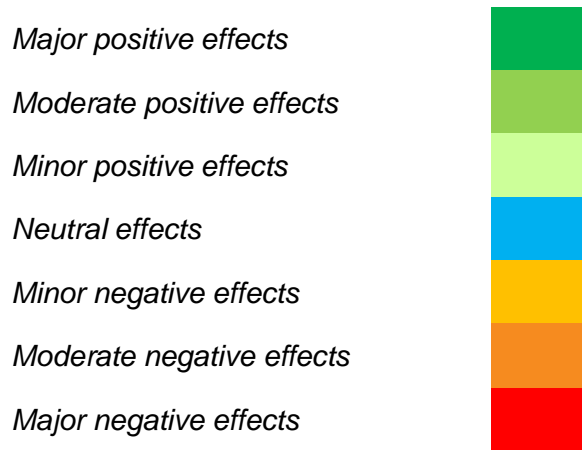 Major positive effects
Moderate positive effects
Minor positive effects
Neutral effects
Minor negative effects
Moderate negative effects
Major negative effects